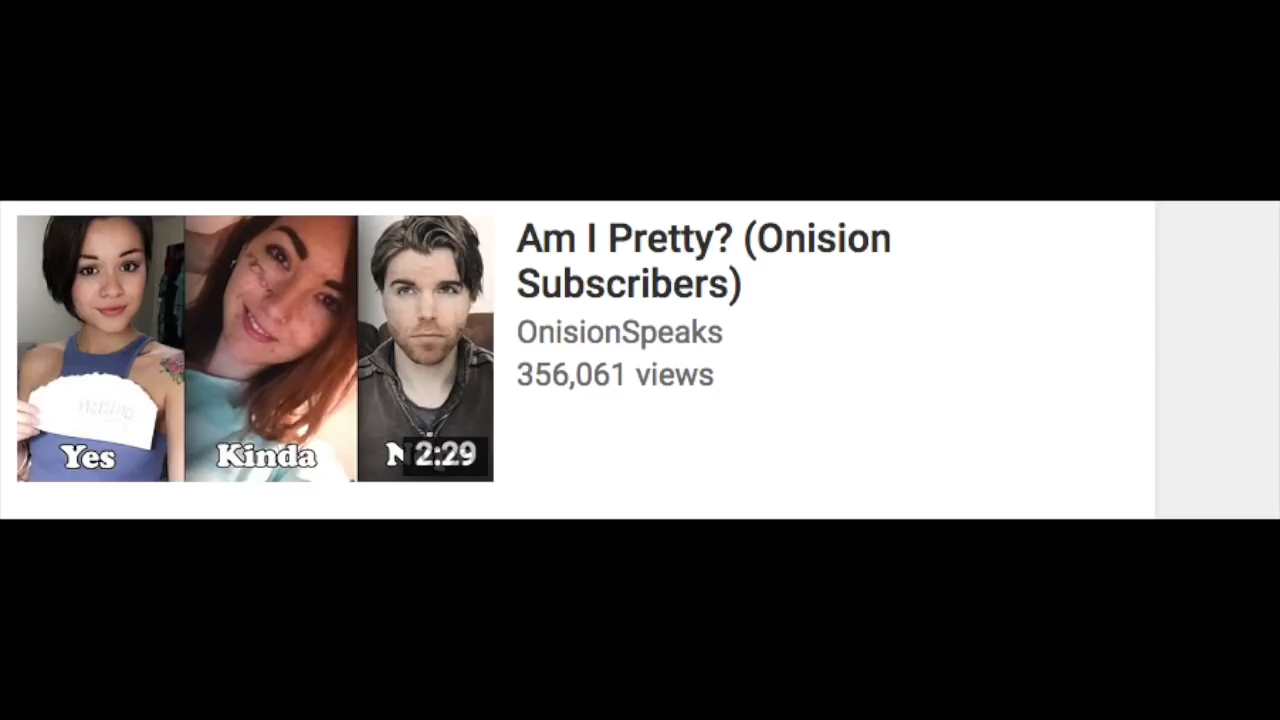 Am I Pretty? (Onision
Subscribers)
OnisionSpeaks
356,061 views
Yes
Kinda
2:29